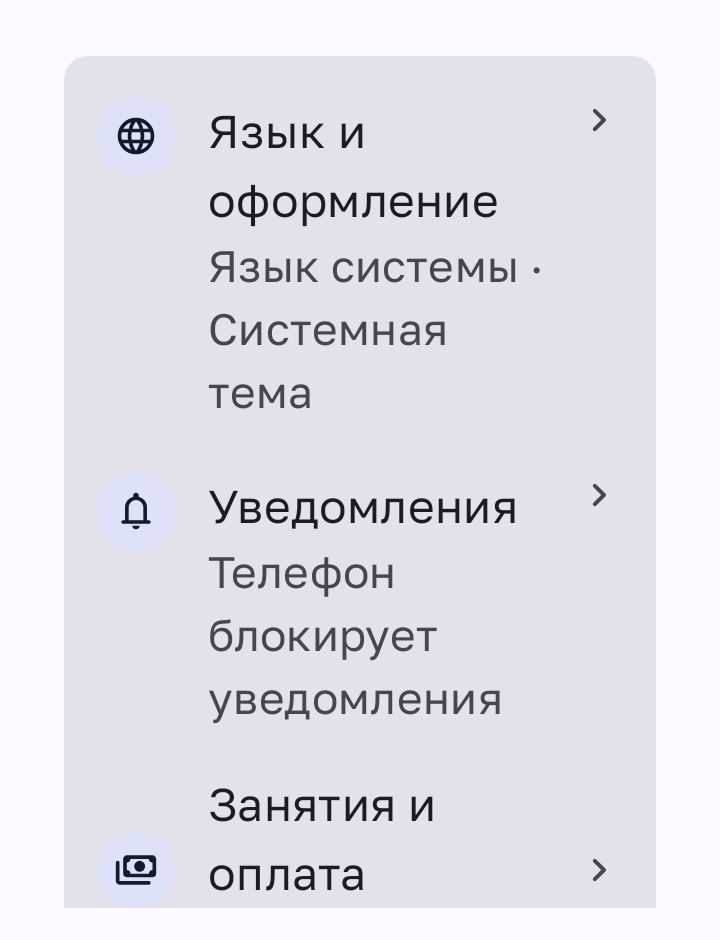 Язык и
оформление
Язык системы ·
Системная
тема
Уведомления
Телефон
блокирует
уведомления
Занятия и
оплата